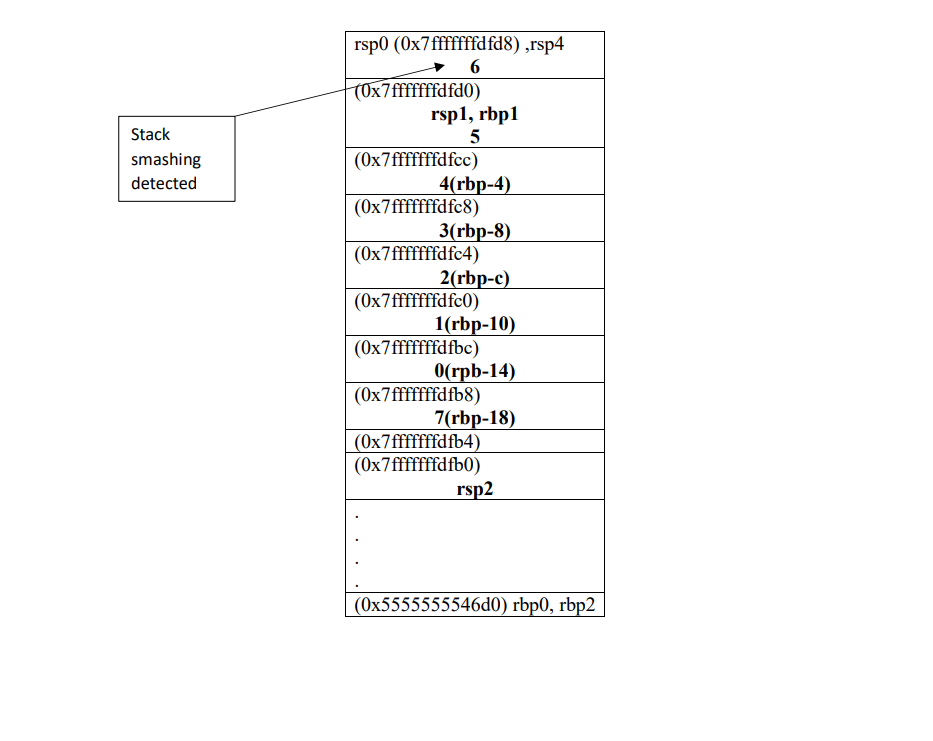 rsp0 (0x7fffffffdfd8) ,rsp4
6
(0x7fffffffdfd0)
rsp1, rbp1
5
Stack
smashing
detected
(0x7fffffffdfcc)
4(rbp-4)
(0x7fffffffdfc8)
3(rbp-8)
(0x7fffffffdfc4)
2(rbp-c)
(0x7fffffffdfc0)
1(rbp-10)
(0x7fffffffdfbc)
0(rpb-14)
(0x7fffffffdfb8)
7(rbp-18)
(0x7fffffffdfb4)
(0x7fffffffdfb0)
rsp2
.
.
.
.
(0x5555555546d0) rbp0, rbp2